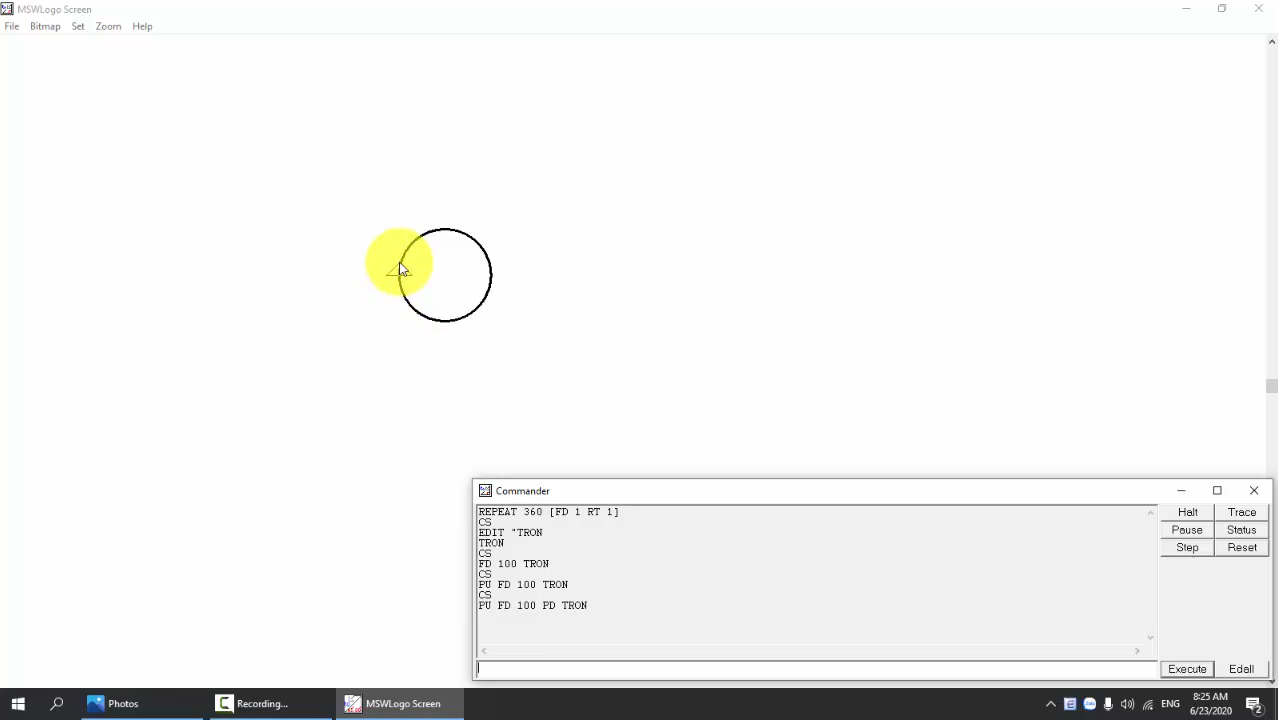 MSWLogo Screen
File Bitmap Set Zoom Help
Commander
REPEAT 360 [FD 1 RT 1]
CS
EDIT "TRON
TRON
CS
FD 100 TRON
CS
PU FD 100 TRON
CS
PU FD 100 PD TRON
Halt Trace
Pause Status
Step Reset
Execute Edall
Photos Recording... MSWLogo Screen ENG 8:25 AM
6/23/2020 2